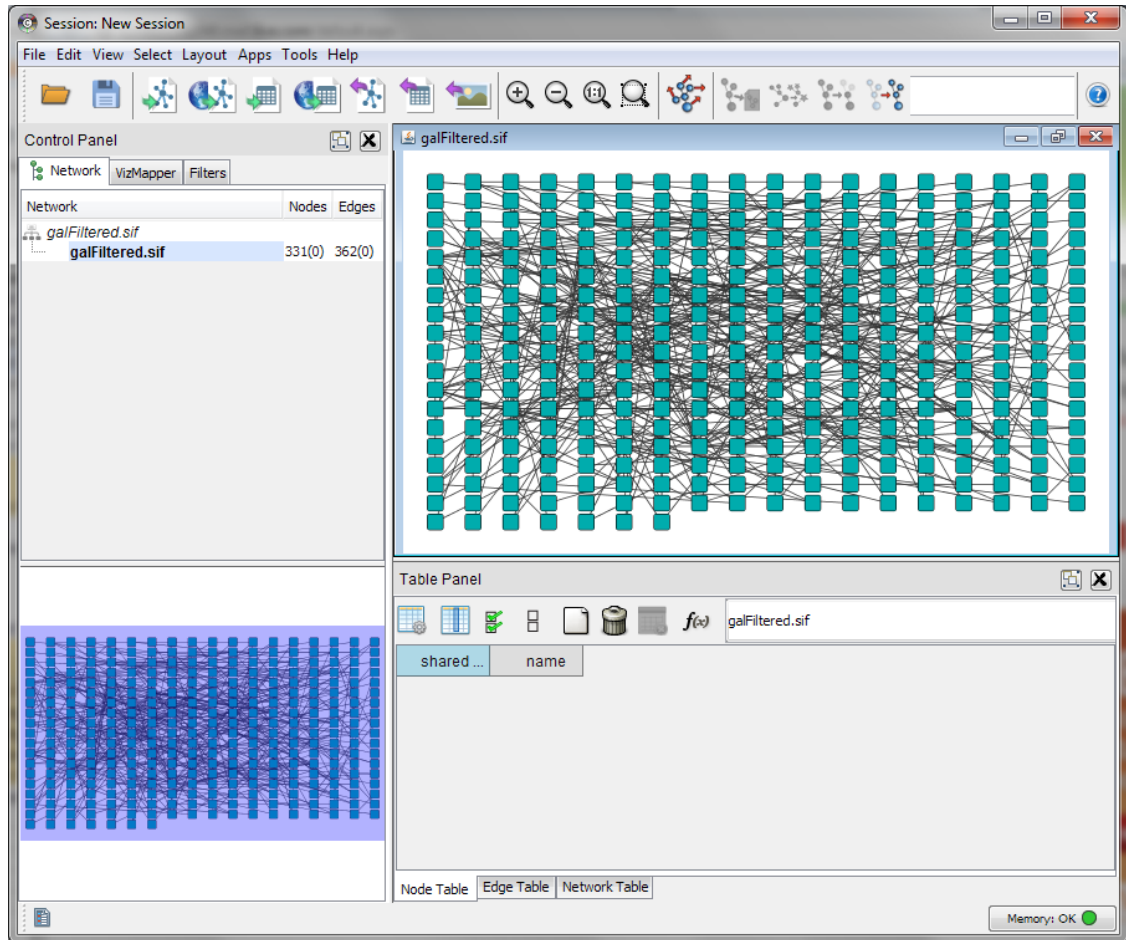 Session: New Session
File Edit View Select Layout Apps Tools Help
1:1
?
Control Panel
galFiltered.sif
Network VizMapper Filters
Network Nodes Edges
galFiltered.sif
galFiltered.sif 331(0) 362(0)
Table Panel
f(x) galFiltered.sif
shared ... name
Node Table Edge Table Network Table
Memory: OK